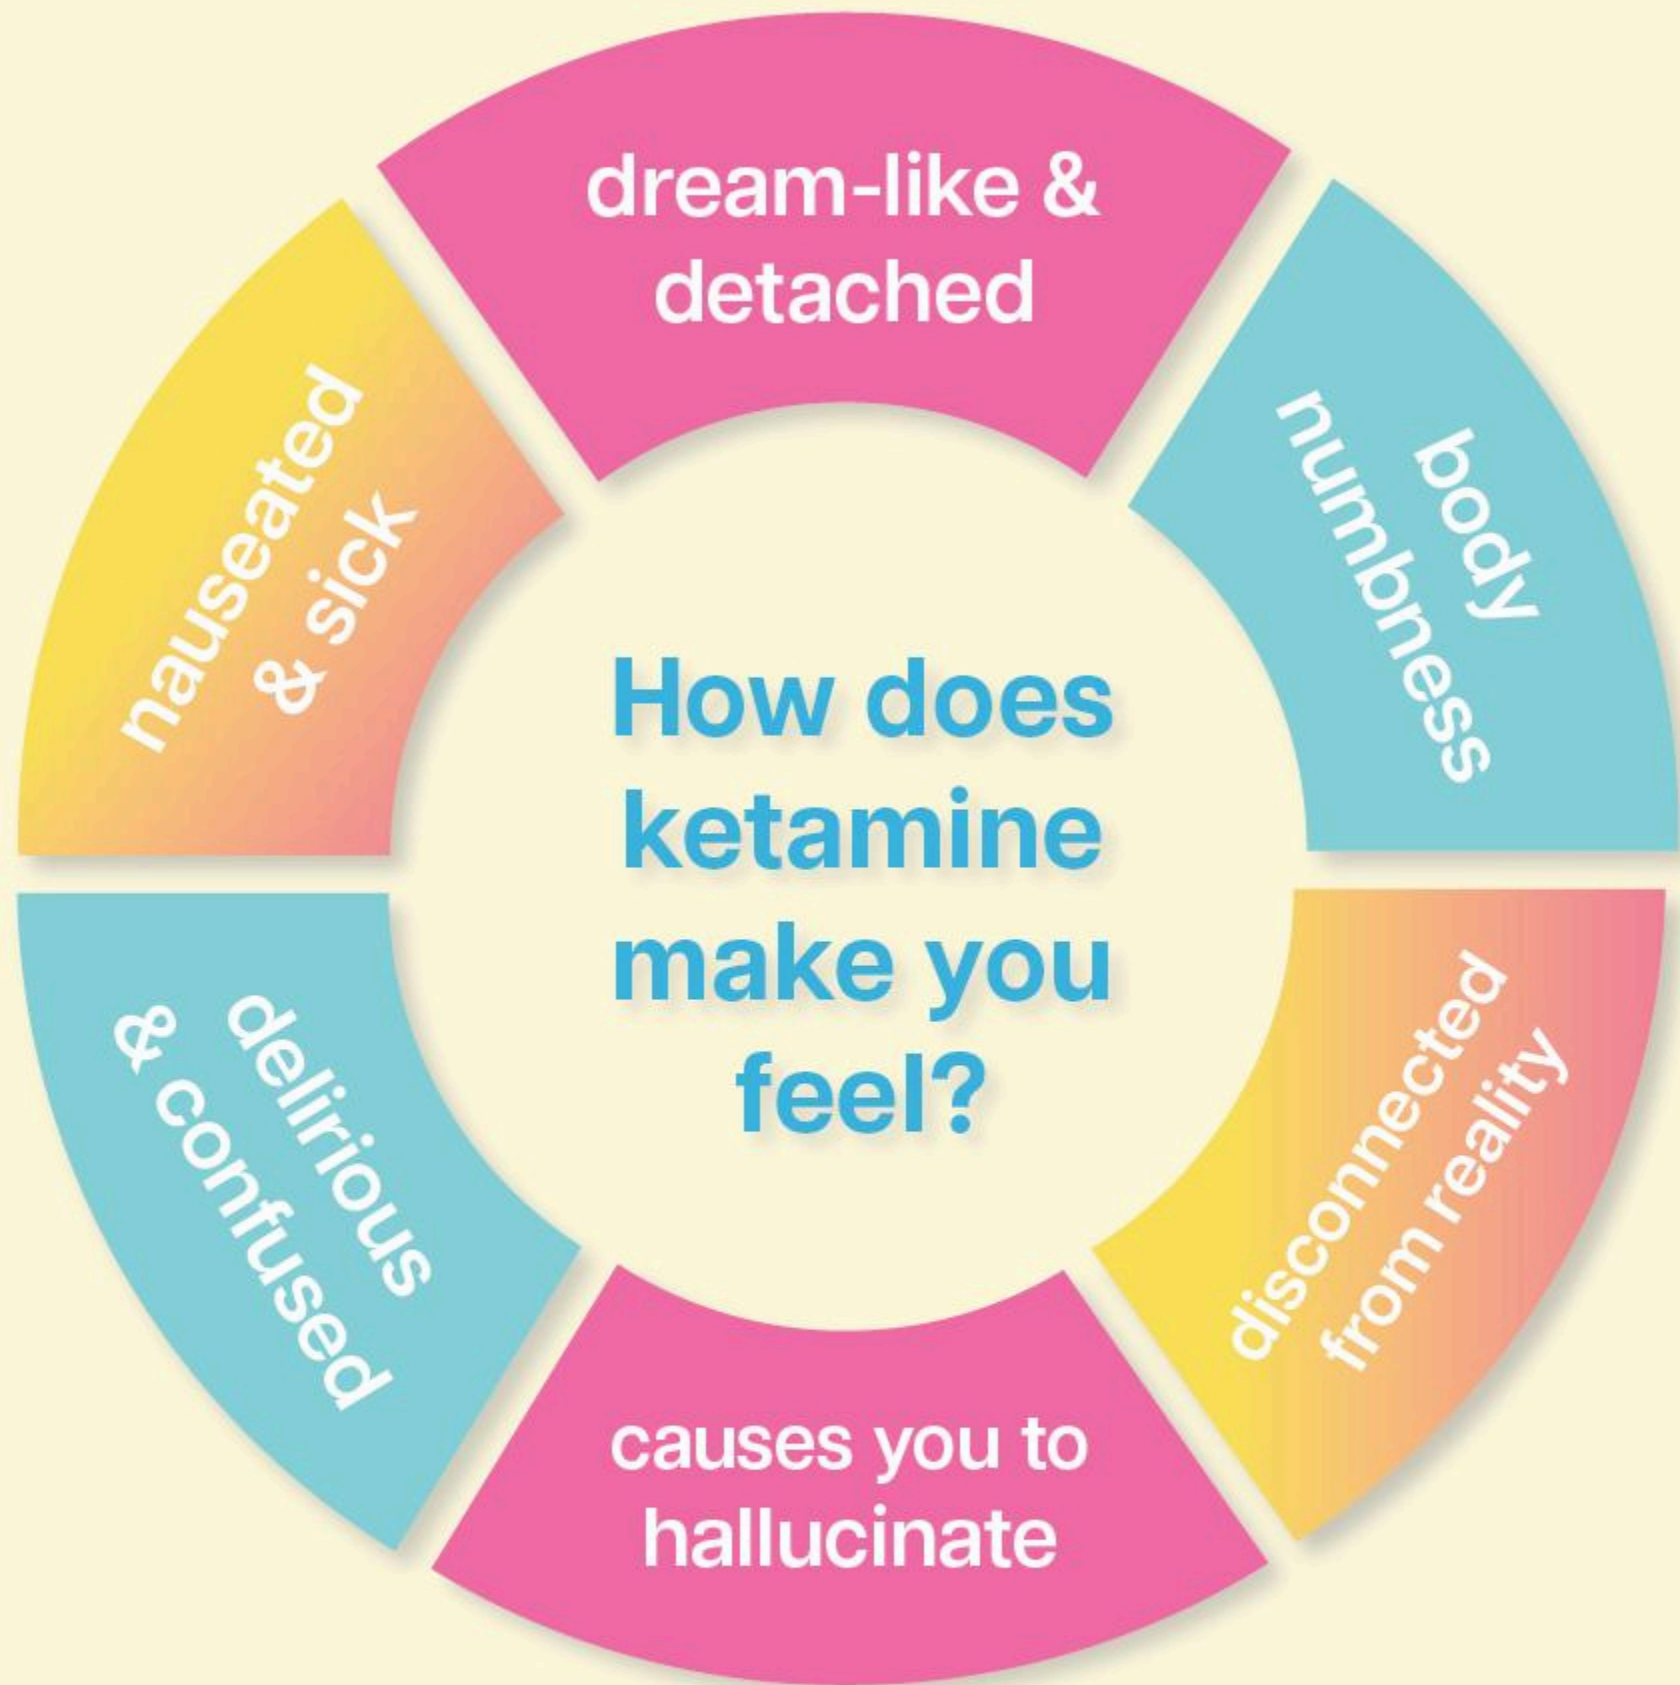 dream-like &
detached
body
numbness
disconnected
from reality
causes you to
hallucinate
delirious
& confused
nauseated
& sick
How does
ketamine
make you
feel?